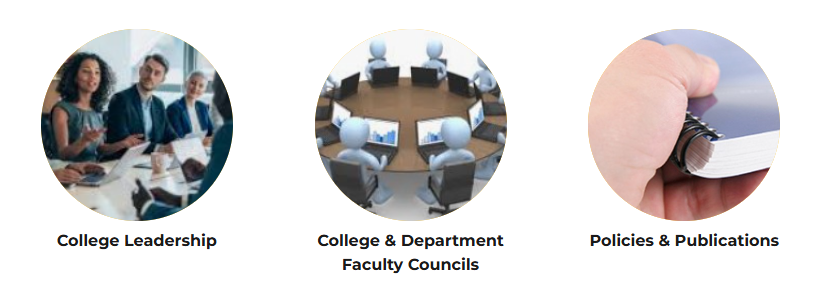 College Leadership
College & Department
Faculty Councils
Policies & Publications